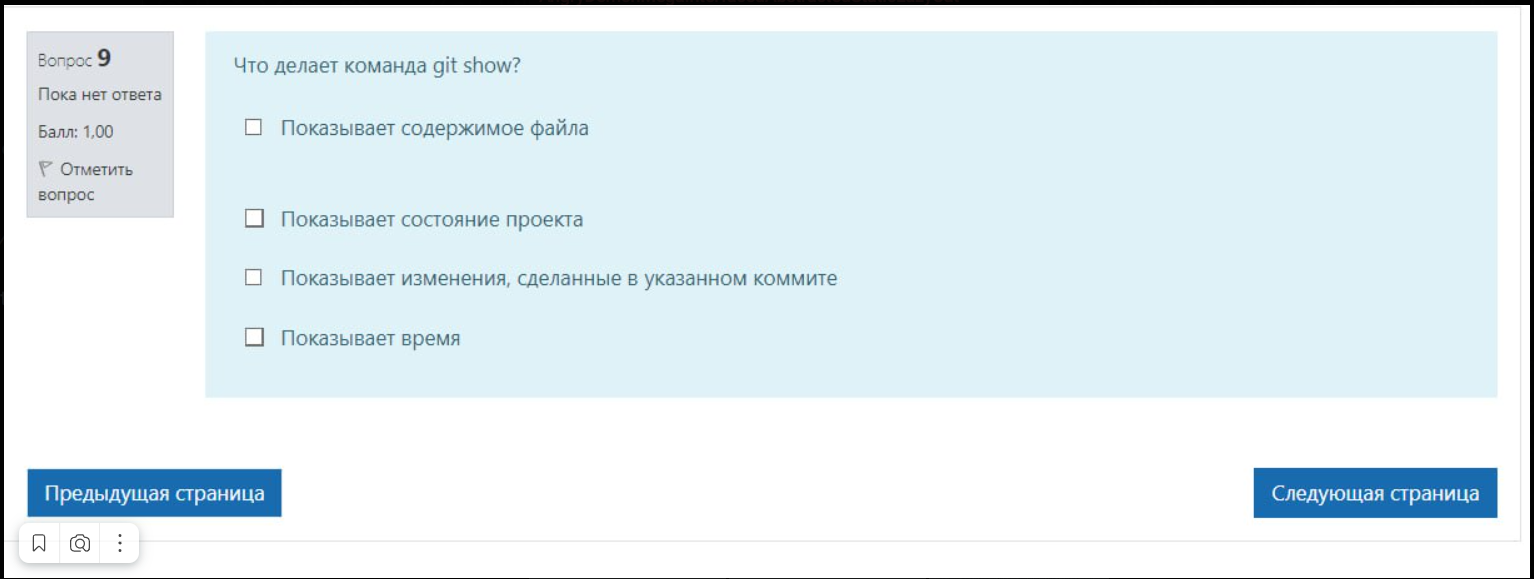 Вопрос 9
Пока нет ответа
Балл: 1,00
Отметить
вопрос
Что делает команда git show?
Показывает содержимое файла
Показывает состояние проекта
Показывает изменения, сделанные в указанном коммите
Показывает время
Предыдущая страница
Следующая страница